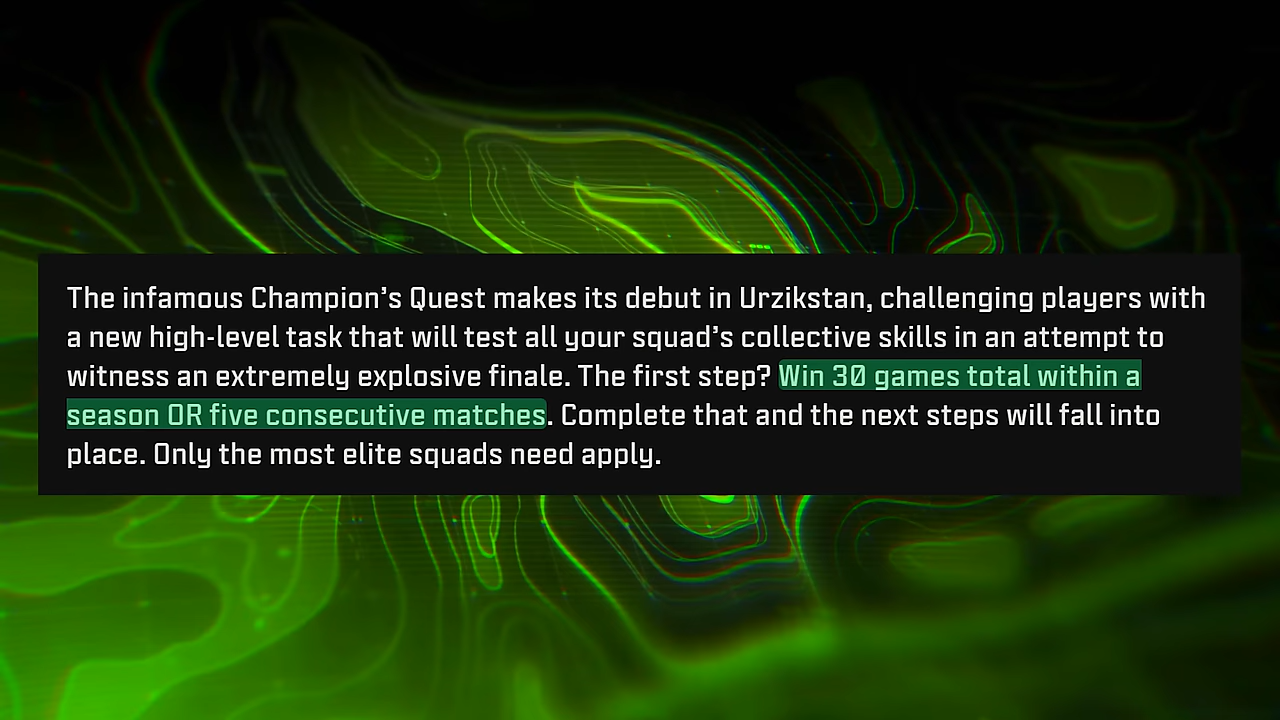 The infamous Champion’s Quest makes its debut in Urzikstan, challenging players with
a new high-level task that will test all your squad’s collective skills in an attempt to
witness an extremely explosive finale. The first step? Win 30 games total within a
season OR five consecutive matches. Complete that and the next steps will fall into
place. Only the most elite squads need apply.